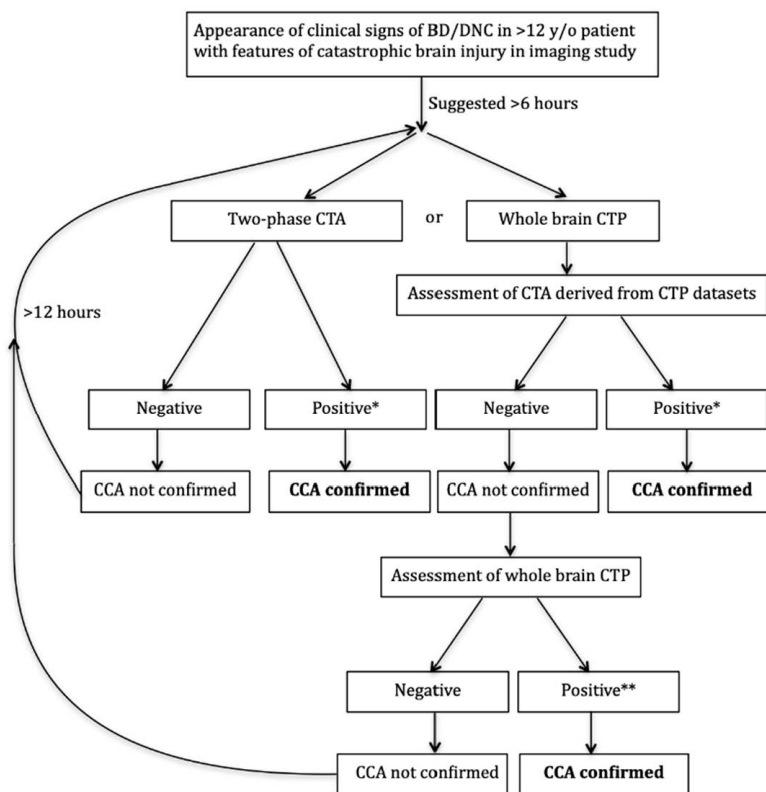 Appearance of clinical signs of BD/DNC in >12 y/o patient
with features of catastrophic brain injury in imaging study
Suggested >6 hours
Two-phase CTA
or
Whole brain CTP
Assessment of CTA derived from CTP datasets
>12 hours
Negative
Positive*
Negative
Positive*
CCA not confirmed
CCA confirmed
CCA not confirmed
CCA confirmed
Assessment of whole brain CTP
Negative
Positive**
CCA not confirmed
CCA confirmed